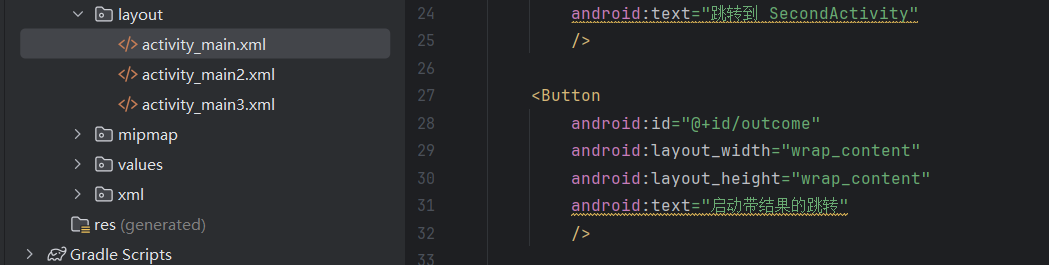 layout
activity_main.xml
activity_main2.xml
activity_main3.xml
mipmap
values
xml
res (generated)
Gradle Scripts
24 android:text="跳转到 SecondActivity"
25 />
26
27 <Button
28 android:id="@+id/outcome"
29 android:layout_width="wrap_content"
30 android:layout_height="wrap_content"
31 android:text="启动带结果的跳转"
32 />
33